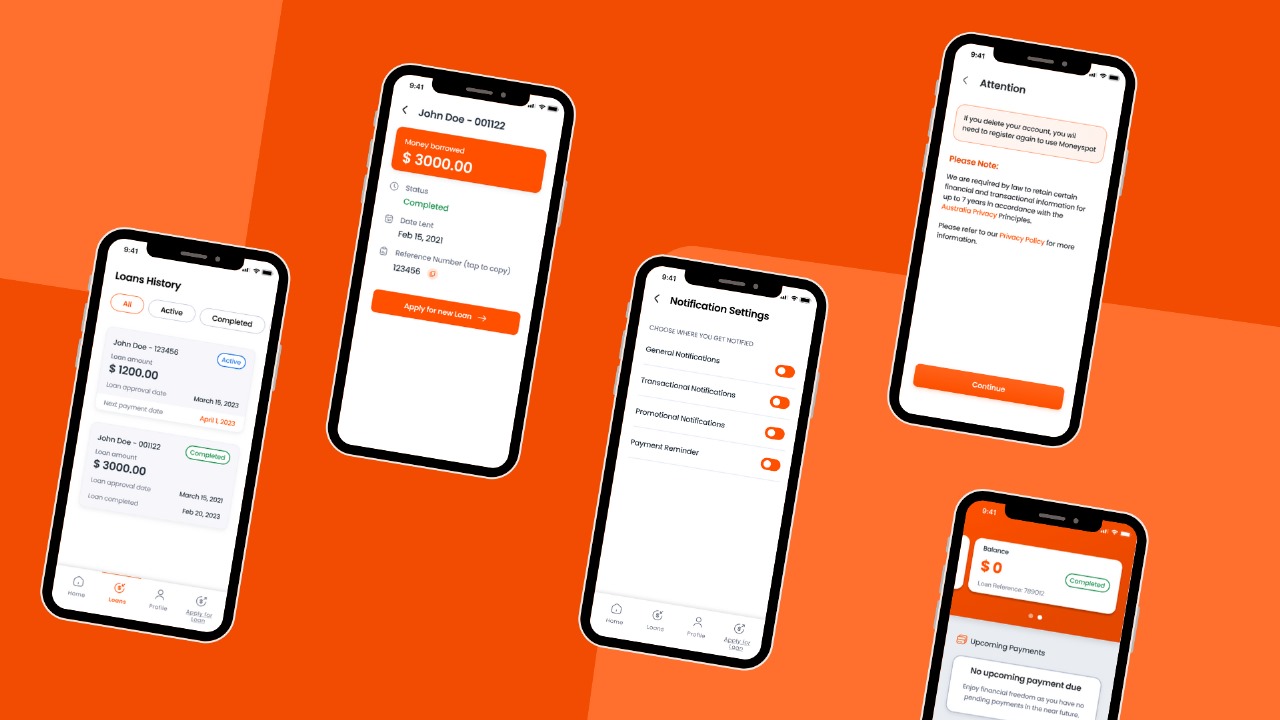 9:41
Loans History
All
Active
Completed
John Doe - 123456
Active
Loan amount
$ 1200.00
Loan approval date
March 15, 2023
Next payment date
April 1, 2023
John Doe - 001122
Completed
Loan amount
$ 3000.00
Loan approval date
March 15, 2021
Loan completed
Feb 20, 2023
Home
Loans
Profile
Apply for
Loan
9:41
John Doe - 001122
Money borrowed
$ 3000.00
Status
Completed
Date Lent
Feb 15, 2021
Reference Number (tap to copy)
123456
Apply for new Loan
9:41
Notification Settings
CHOOSE WHERE YOU GET NOTIFIED
General Notifications
Transactional Notifications
Promotional Notifications
Payment Reminder
Home
Loans
Profile
Apply for
Loan
9:41
Attention
If you delete your account, you wil
need to register again to use Moneyspot
Please Note:
We are required by law to retain certain
financial and transactional information for
up to 7 years in accordance with the
Australia Privacy Principles.
Please refer to our Privacy Policy for more
information.
Continue
9:41
Balance
$ 0
Completed
Loan Reference: 789012
Upcoming Payments
No upcoming payment due
Enjoy financial freedom as you have no
pending payments in the near future.